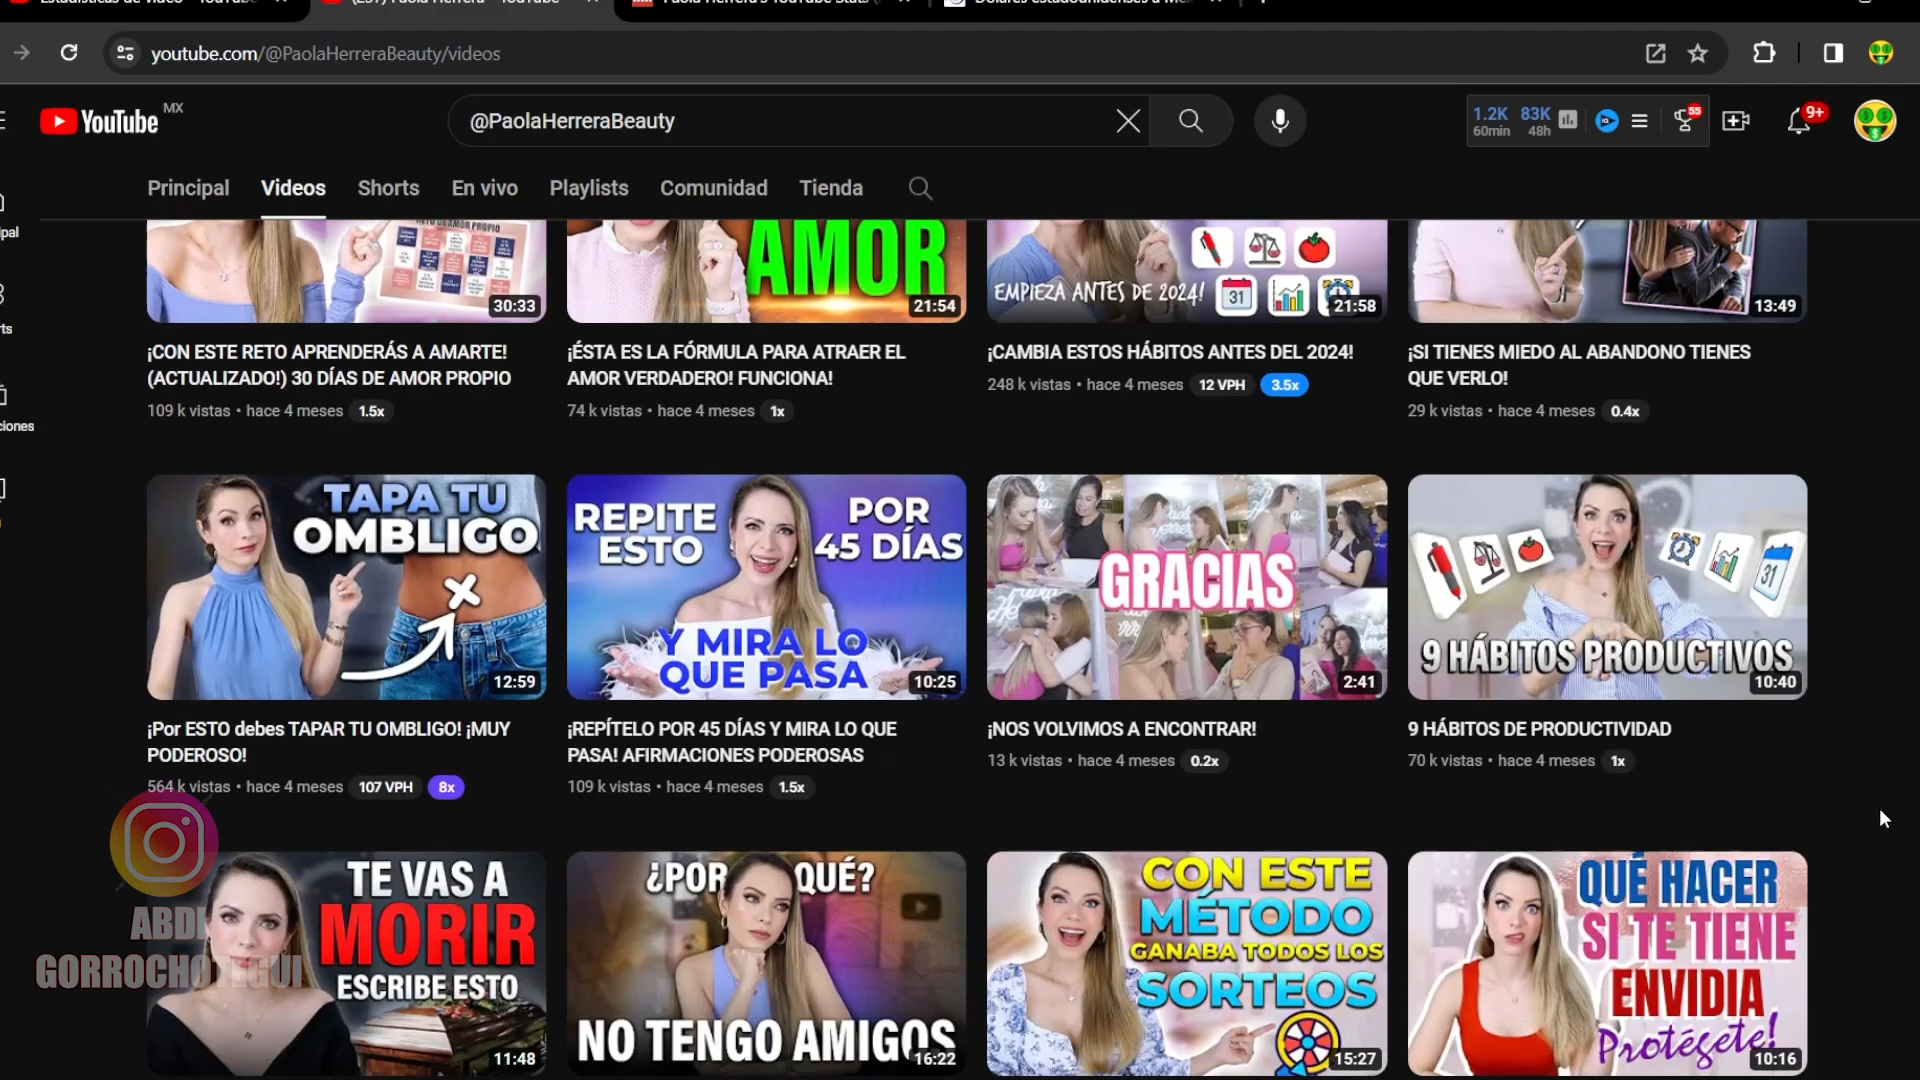 youtube.com/@PaolaHerreraBeauty/videos
YouTube MX
@PaolaHerreraBeauty
1.2K 83K
60min 48h
55
9+
Principal Videos Shorts En vivo Playlists Comunidad Tienda
RETO DE AMOR PROPIO
30:33
AMOR
21:54
EMPIEZA ANTES DE 2024!
31
21:58
13:49
¡CON ESTE RETO APRENDERÁS A AMARTE!
(ACTUALIZADO!) 30 DÍAS DE AMOR PROPIO
109 k vistas • hace 4 meses 1.5x
¡ÉSTA ES LA FÓRMULA PARA ATRAER EL
AMOR VERDADERO! FUNCIONA!
74 k vistas • hace 4 meses 1x
¡CAMBIA ESTOS HÁBITOS ANTES DEL 2024!
248 k vistas • hace 4 meses 12 VPH 3.5x
¡SI TIENES MIEDO AL ABANDONO TIENES
QUE VERLO!
29 k vistas • hace 4 meses 0.4x
TAPA TU
OMBLIGO
12:59
REPITE
ESTO
POR
45 DÍAS
Y MIRA LO
QUE PASA
10:25
GRACIAS
2:41
31
9 HÁBITOS PRODUCTIVOS
10:40
¡Por ESTO debes TAPAR TU OMBLIGO! ¡MUY
PODEROSO!
564 k vistas • hace 4 meses 107 VPH 8x
¡REPÍTELO POR 45 DÍAS Y MIRA LO QUE
PASA! AFIRMACIONES PODEROSAS
109 k vistas • hace 4 meses 1.5x
¡NOS VOLVIMOS A ENCONTRAR!
13 k vistas • hace 4 meses 0.2x
9 HÁBITOS DE PRODUCTIVIDAD
70 k vistas • hace 4 meses 1x
TE VAS A
MORIR
ESCRIBE ESTO
11:48
¿POR QUÉ?
NO TENGO AMIGOS
16:22
CON ESTE
MÉTODO
GANABA TODOS LOS
SORTEOS
15:27
QUÉ HACER
SI TE TIENE
ENVIDIA
Protégete!
10:16
ABDI
GORROCHOTEGUI